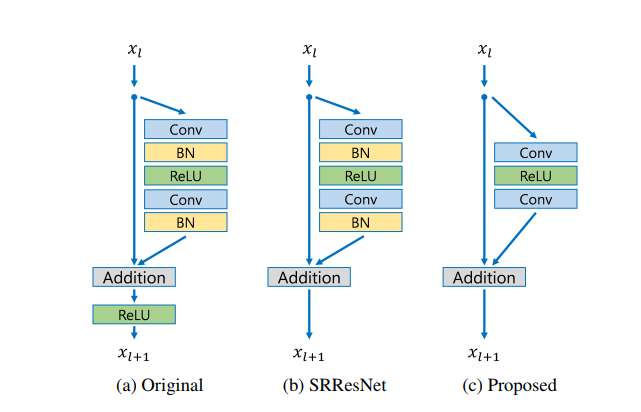 x_l
Conv
BN
ReLU
Conv
BN
Addition
ReLU
x_{l+1}
(a) Original
x_l
Conv
BN
ReLU
Conv
BN
Addition
x_{l+1}
(b) SRResNet
x_l
Conv
ReLU
Conv
Addition
x_{l+1}
(c) Proposed